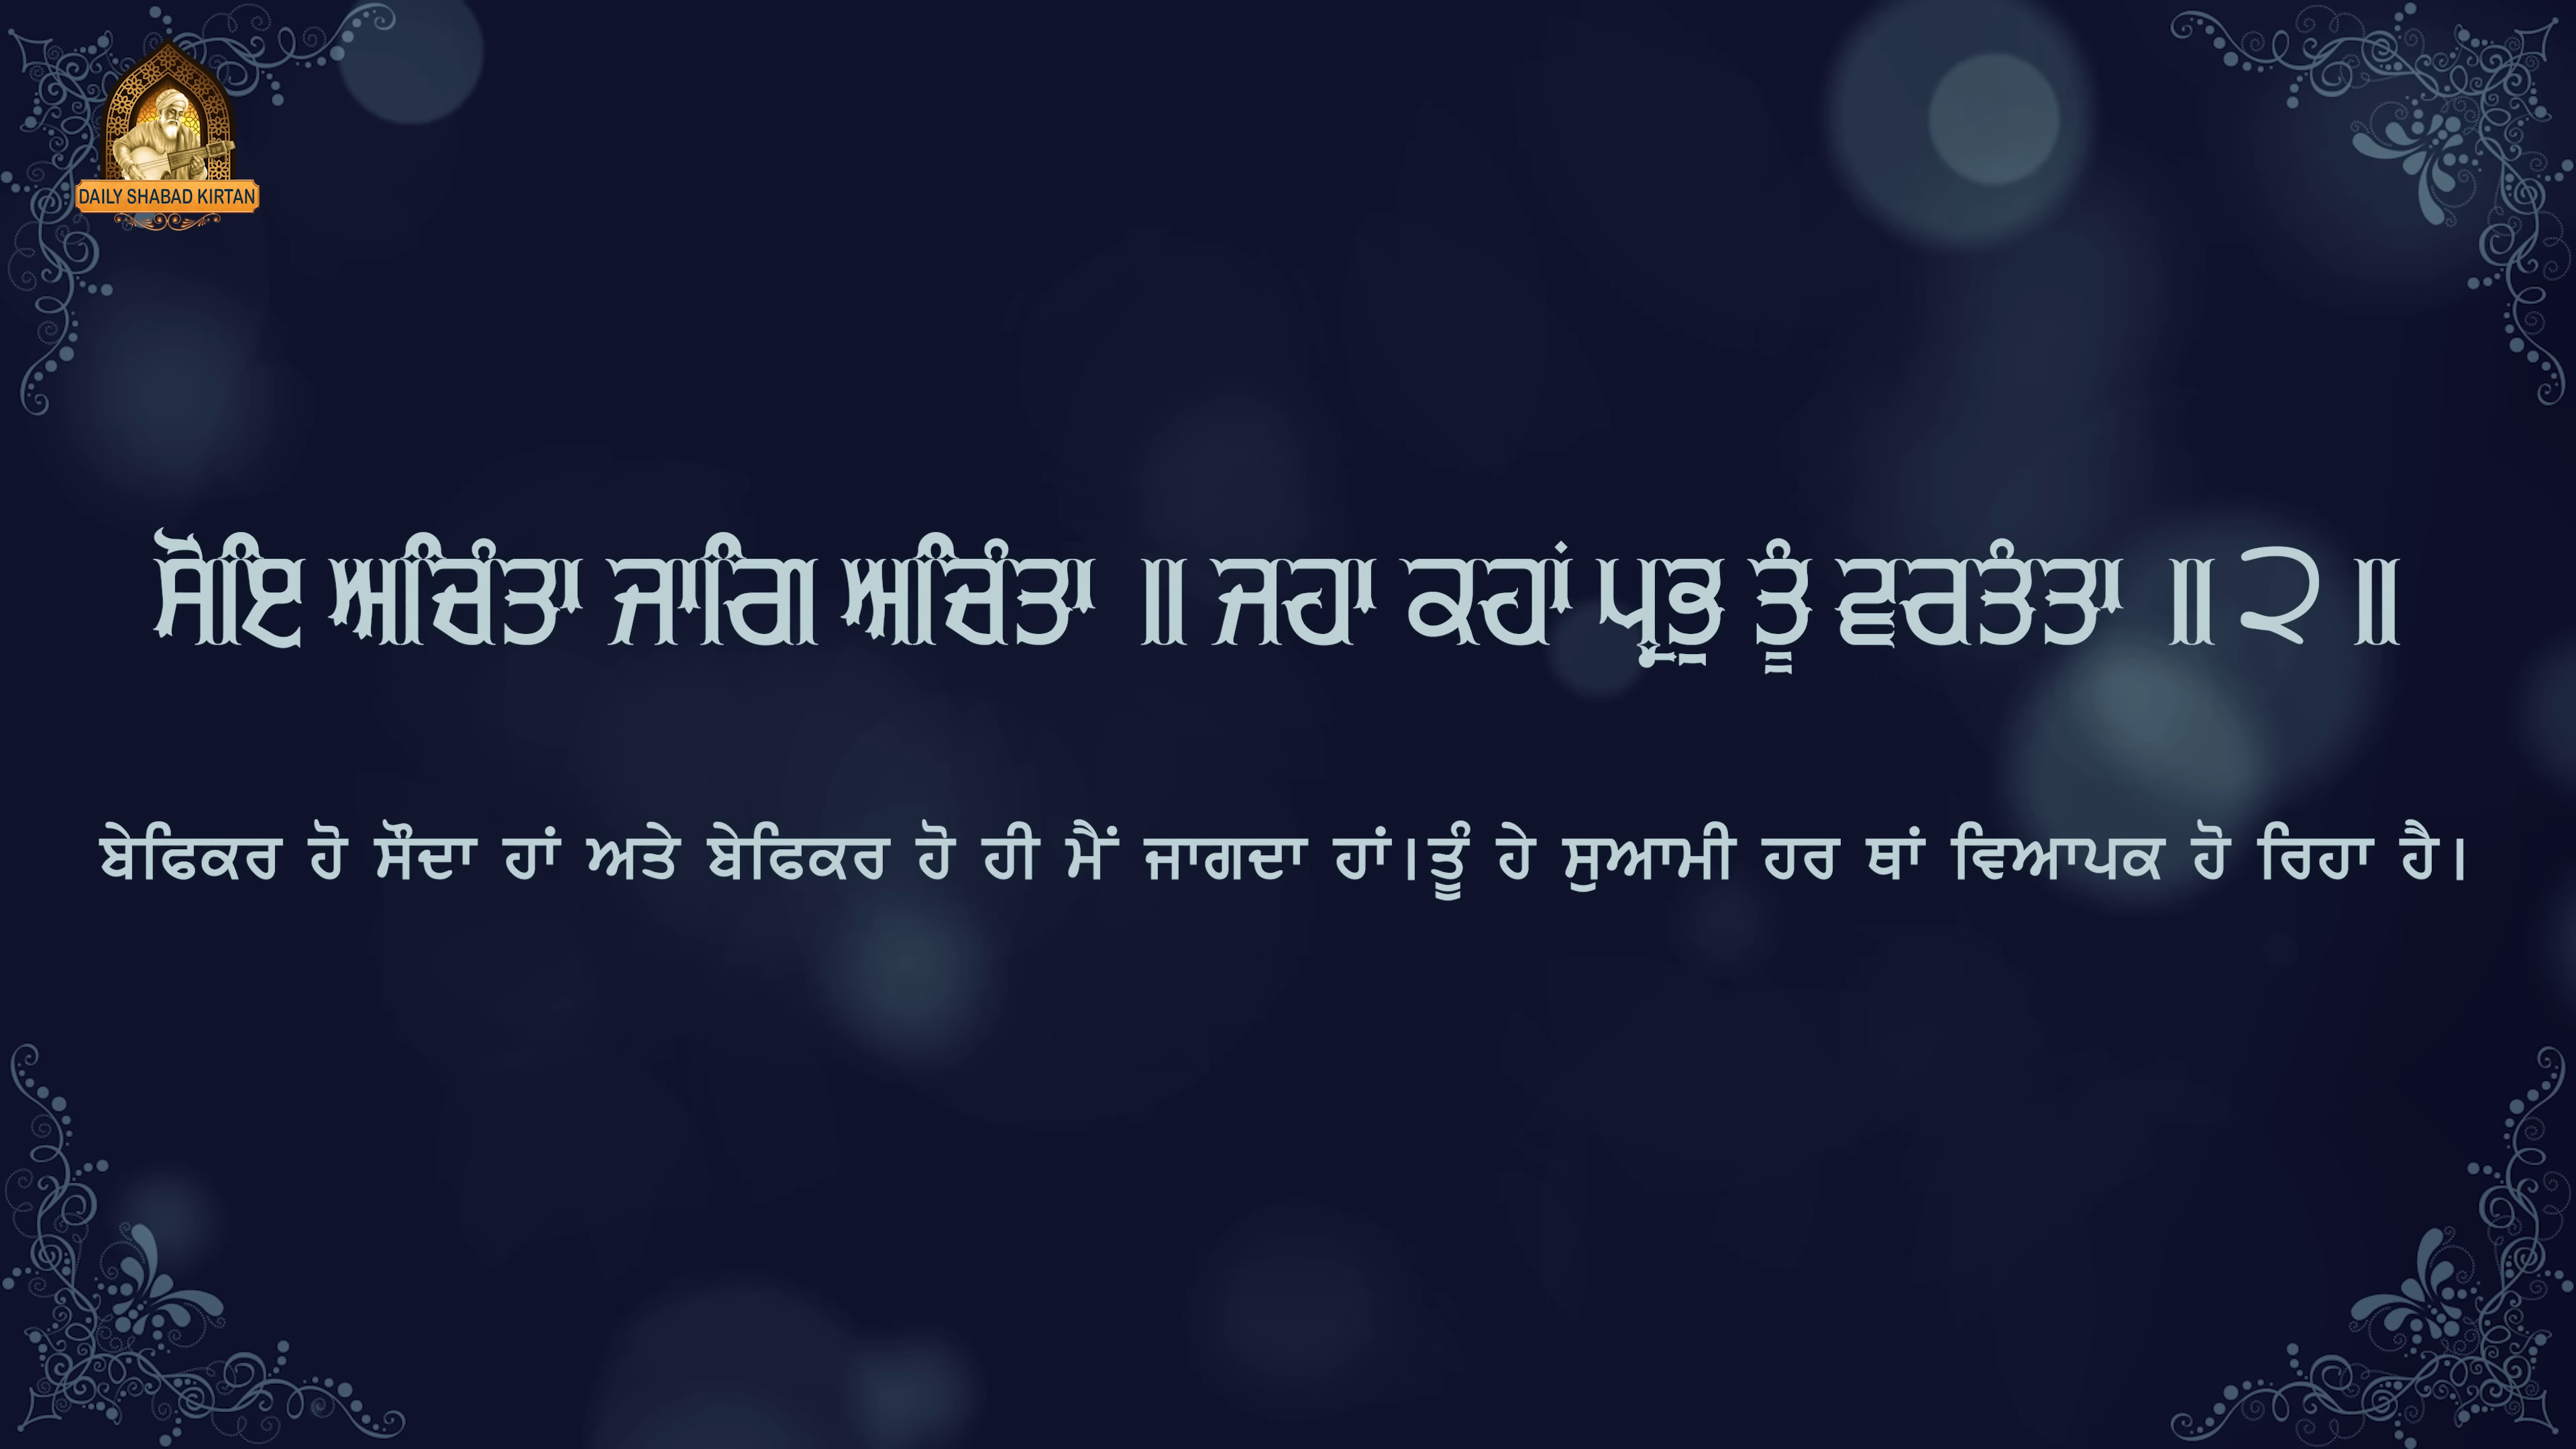 DAILY SHABAD KIRTAN
ਸੋਇ ਅਚਿੰਤਾ ਜਾਗਿ ਅਚਿੰਤਾ ॥ ਜਹਾ ਕਹਾਂ ਪ੍ਰਭੁ ਤੂੰ ਵਰਤੰਤਾ ॥੨॥
ਬੇਫਿਕਰ ਹੋ ਸੌਂਦਾ ਹਾਂ ਅਤੇ ਬੇਫਿਕਰ ਹੋ ਹੀ ਮੈਂ ਜਾਗਦਾ ਹਾਂ।ਤੂੰ ਹੇ ਸੁਆਮੀ ਹਰ ਥਾਂ ਵਿਆਪਕ ਹੋ ਰਿਹਾ ਹੈ।